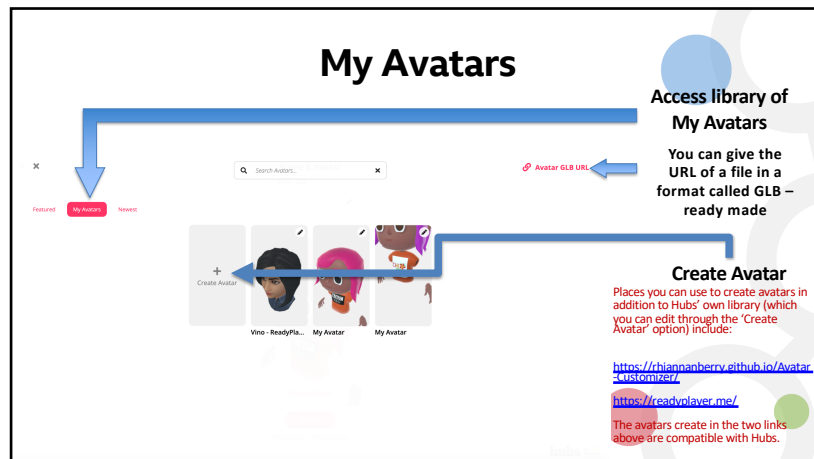 My Avatars
Access library of
My Avatars
You can give the
URL of a file in a
format called GLB –
ready made
Search Avatars...
Avatar GLB URL
Featured
My Avatars
Newest
Create Avatar
Vino - ReadyPla...
My Avatar
My Avatar
Create Avatar
Places you can use to create avatars in
addition to Hubs’ own library (which
you can edit through the ‘Create
Avatar’ option) include:
https://rhiannanberry.github.io/Avatar
-Customizer/
https://readyplayer.me/
The avatars create in the two links
above are compatible with Hubs.